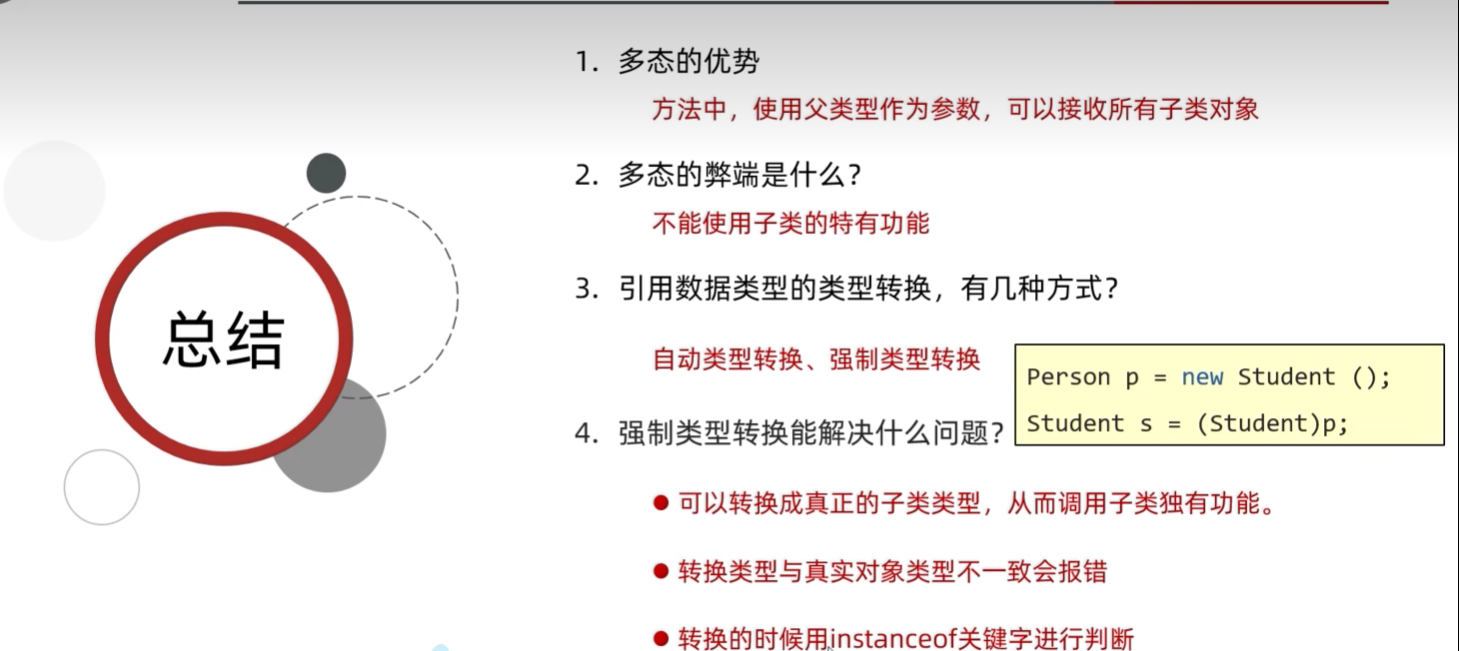 1. 多态的优势
方法中，使用父类型作为参数，可以接收所有子类对象
2. 多态的弊端是什么？
不能使用子类的特有功能
3. 引用数据类型的类型转换，有几种方式？
自动类型转换、强制类型转换
Person p = new Student ();
Student s = (Student)p;
4. 强制类型转换能解决什么问题？
可以转换成真正的子类类型，从而调用子类独有功能。
转换类型与真实对象类型不一致会报错
转换的时候用instanceof关键字进行判断
总结